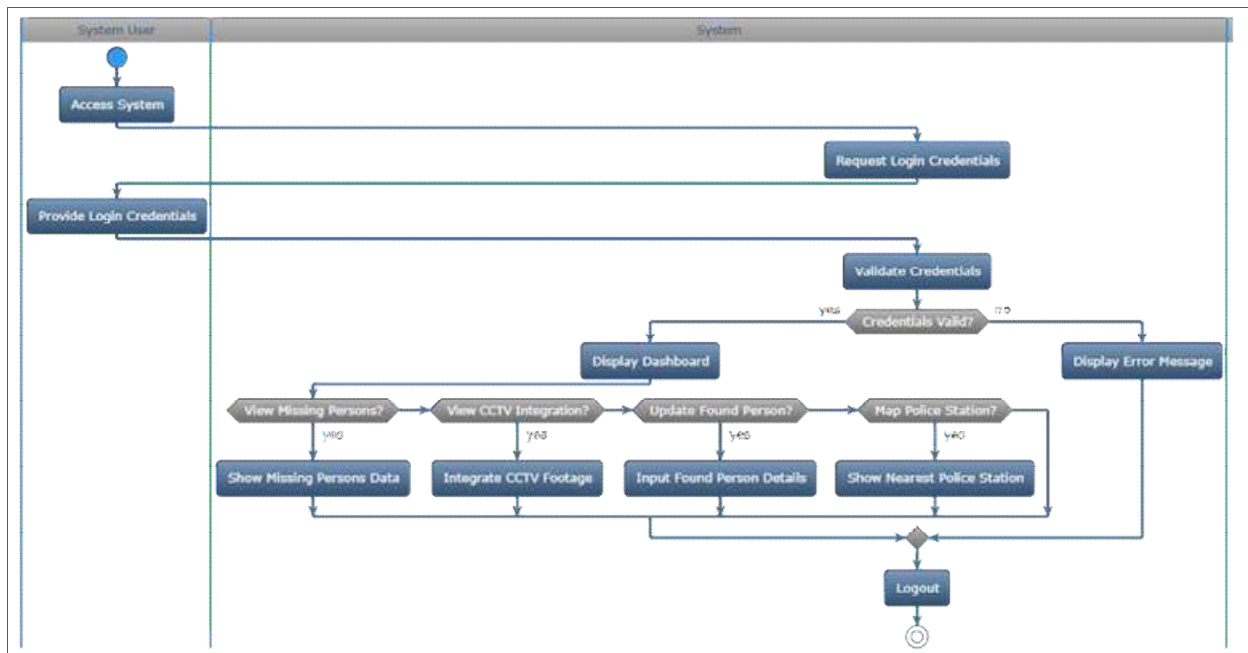 System User
System
Access System
Request Login Credentials
Provide Login Credentials
Validate Credentials
yes
Credentials Valid?
no
Display Dashboard
Display Error Message
View Missing Persons?
View CCTV Integration?
Update Found Person?
Map Police Station?
yes
yes
yes
yes
Show Missing Persons Data
Integrate CCTV Footage
Input Found Person Details
Show Nearest Police Station
Logout